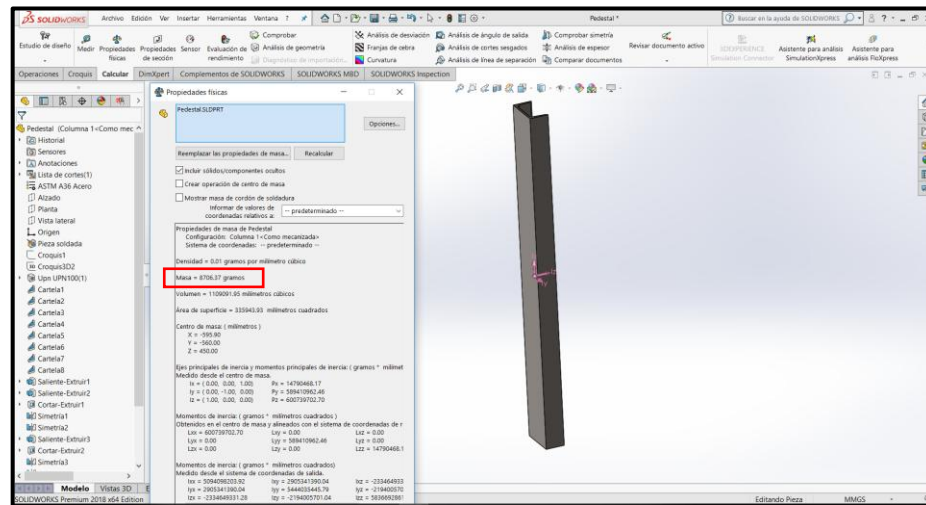 SOLIDWORKS Archivo Edición Ver Insertar Herramientas Ventana ? Pedestal * Buscar en la ayuda de SOLIDWORKS
Estudio de diseño Medir Propiedades físicas Propiedades de sección Sensor Evaluación de rendimiento
Comprobar Análisis de desviación Análisis de ángulo de salida Comprobar simetría
Análisis de geometría Franjas de cebra Análisis de cortes sesgados Análisis de espesor Revisar documento activo
Diagnóstico de importación... Curvatura Análisis de línea de separación Comparar documentos
3DEXPERIENCE Simulation Connector Asistente para análisis SimulationXpress Asistente para análisis FloXpress
Operaciones Croquis Calcular DimXpert Complementos de SOLIDWORKS SOLIDWORKS MBD SOLIDWORKS Inspection
Pedestal (Columna 1<Como mec
Historial
Sensores
Anotaciones
Lista de cortes(1)
ASTM A36 Acero
Alzado
Planta
Vista lateral
Origen
Pieza soldada
Croquis1
Croquis3D2
Upn UPN100(1)
Cartela1
Cartela2
Cartela3
Cartela4
Cartela5
Cartela6
Cartela7
Cartela8
Saliente-Extruir1
Saliente-Extruir2
Cortar-Extruir1
Simetría1
Simetría2
Saliente-Extruir3
Cortar-Extruir2
Simetría3
Propiedades físicas
Pedestal.SLDPRT
Opciones...
Reemplazar las propiedades de masa... Recalcular
Incluir sólidos/componentes ocultos
Crear operación de centro de masa
Mostrar masa de cordón de soldadura
Informar de valores de
coordenadas relativos a: -- predeterminado --
Propiedades de masa de Pedestal
Configuración: Columna 1<Como mecanizada>
Sistema de coordenadas: -- predeterminado --
Densidad = 0.01 gramos por milímetro cúbico
Masa = 8706.37 gramos
Volumen = 1109091.95 milímetros cúbicos
Área de superficie = 335943.93 milímetros cuadrados
Centro de masa: ( milímetros )
X = -595.90
Y = -560.00
Z = 450.00
Ejes principales de inercia y momentos principales de inercia: ( gramos * milímet
Medido desde el centro de masa.
Ix = ( 0.00, 0.00, 1.00) Px = 14790468.17
Iy = ( 0.00, -1.00, 0.00) Py = 589410962.46
Iz = ( 1.00, 0.00, 0.00) Pz = 600739702.70
Momentos de inercia: ( gramos * milímetros cuadrados )
Obtenidos en el centro de masa y alineados con el sistema de coordenadas de r
Lxx = 600739702.70 Lxy = 0.00 Lxz = 0.00
Lyx = 0.00 Lyy = 589410962.46 Lyz = 0.00
Lzx = 0.00 Lzy = 0.00 Lzz = 14790468.1
Momentos de inercia: ( gramos * milímetros cuadrados)
Medido desde el sistema de coordenadas de salida.
Ixx = 5094098203.92 Ixy = 2905341390.04 Ixz = -233464933
Iyx = 2905341390.04 Iyy = 5444035445.79 Iyz = -219400570
Izx = -2334649331.28 Izy = -2194005701.04 Izz = 5836692861
Modelo Vistas 3D E
SOLIDWORKS Premium 2018 x64 Edition Editando Pieza MMGS